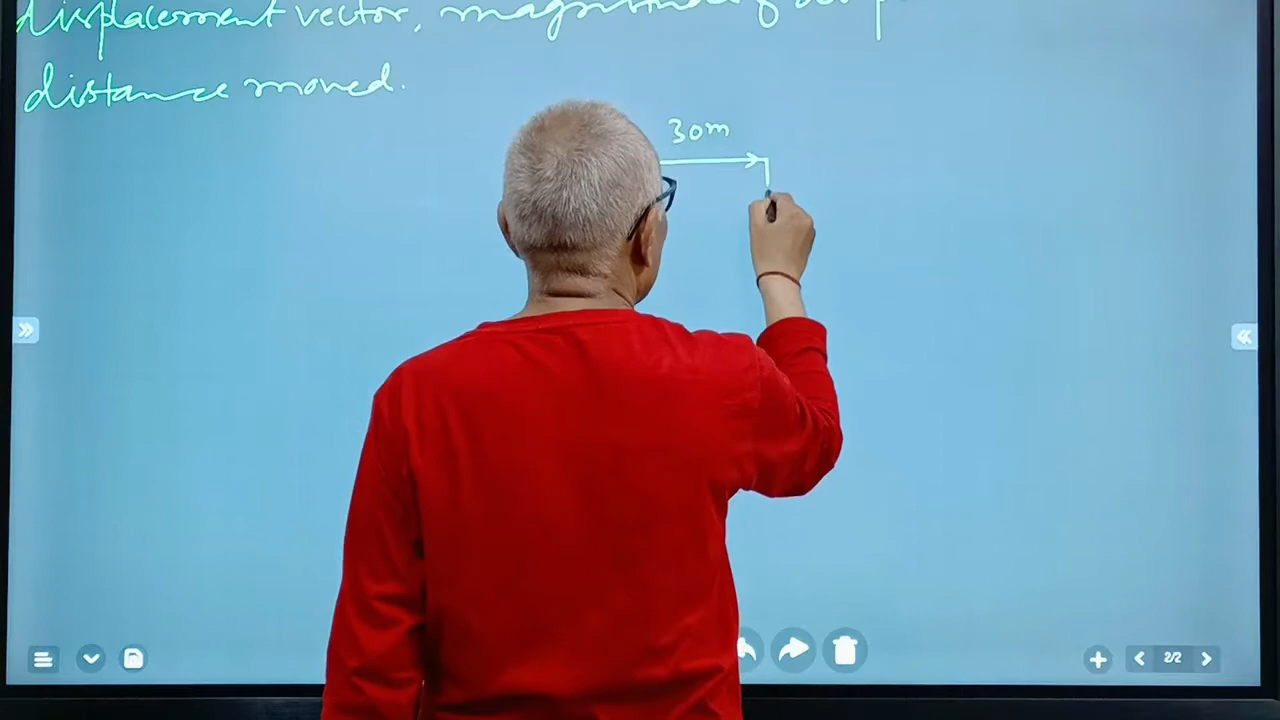 displacement vector, magnitude of
distance moved.
30m
2/2